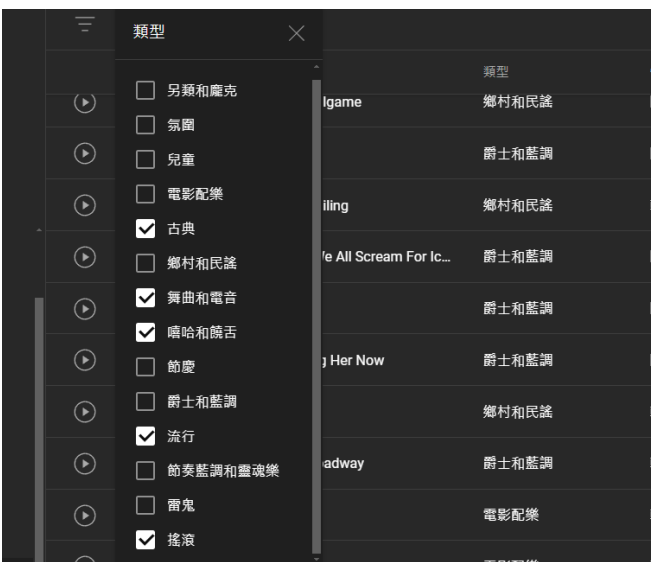 類型
另類和龐克
氛圍
兒童
電影配樂
古典
鄉村和民謠
舞曲和電音
嘻哈和饒舌
節慶
爵士和藍調
流行
節奏藍調和靈魂樂
雷鬼
搖滾
類型
lgame 鄉村和民謠
爵士和藍調
iling 鄉村和民謠
e All Scream For Ic... 爵士和藍調
爵士和藍調
g Her Now 爵士和藍調
鄉村和民謠
adway 爵士和藍調
電影配樂